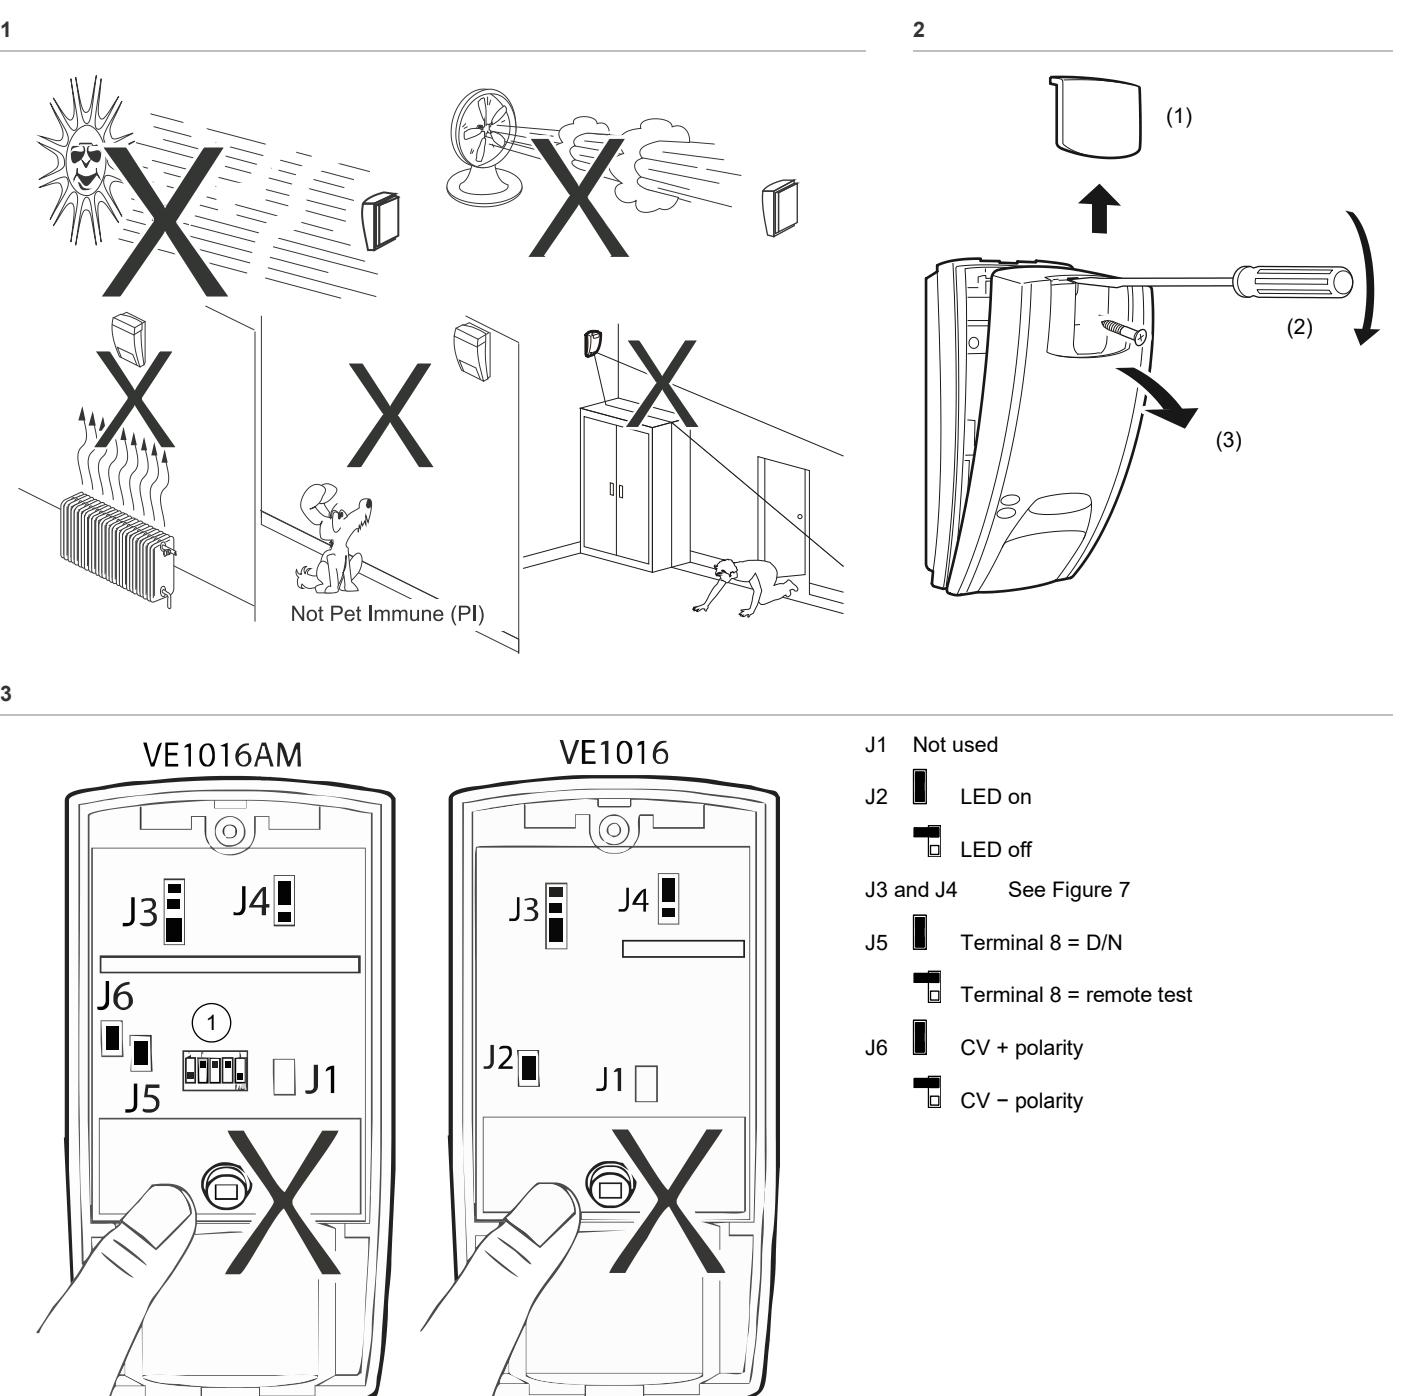 1
2
(1)
(2)
(3)
Not Pet Immune (PI)
3
VE1016AM
J3
J4
J6
1
J5
J1
VE1016
J3
J4
J2
J1
J1 Not used
J2 LED on
LED off
J3 and J4 See Figure 7
J5 Terminal 8 = D/N
Terminal 8 = remote test
J6 CV + polarity
CV − polarity